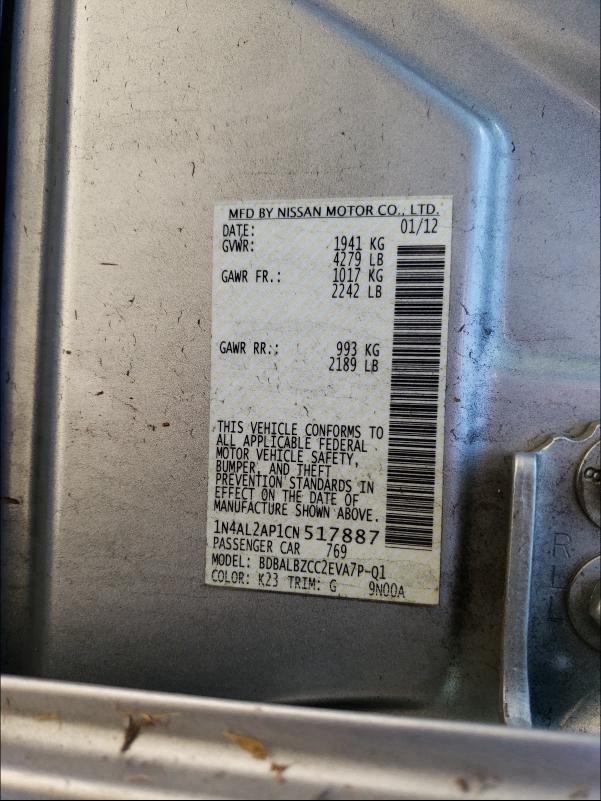 MFD BY NISSAN MOTOR CO., LTD.
DATE: 01/12
GVWR: 1941 KG
4279 LB
GAWR FR.: 1017 KG
2242 LB
GAWR RR.: 993 KG
2189 LB
THIS VEHICLE CONFORMS TO
ALL APPLICABLE FEDERAL
MOTOR VEHICLE SAFETY,
BUMPER, AND THEFT
PREVENTION STANDARDS IN
EFFECT ON THE DATE OF
MANUFACTURE SHOWN ABOVE.
1N4AL2AP1CN517887
PASSENGER CAR 769
MODEL: BDBALBZCC2EVA7P-Q1
COLOR: K23 TRIM: G 9N00A
8
R
L
L